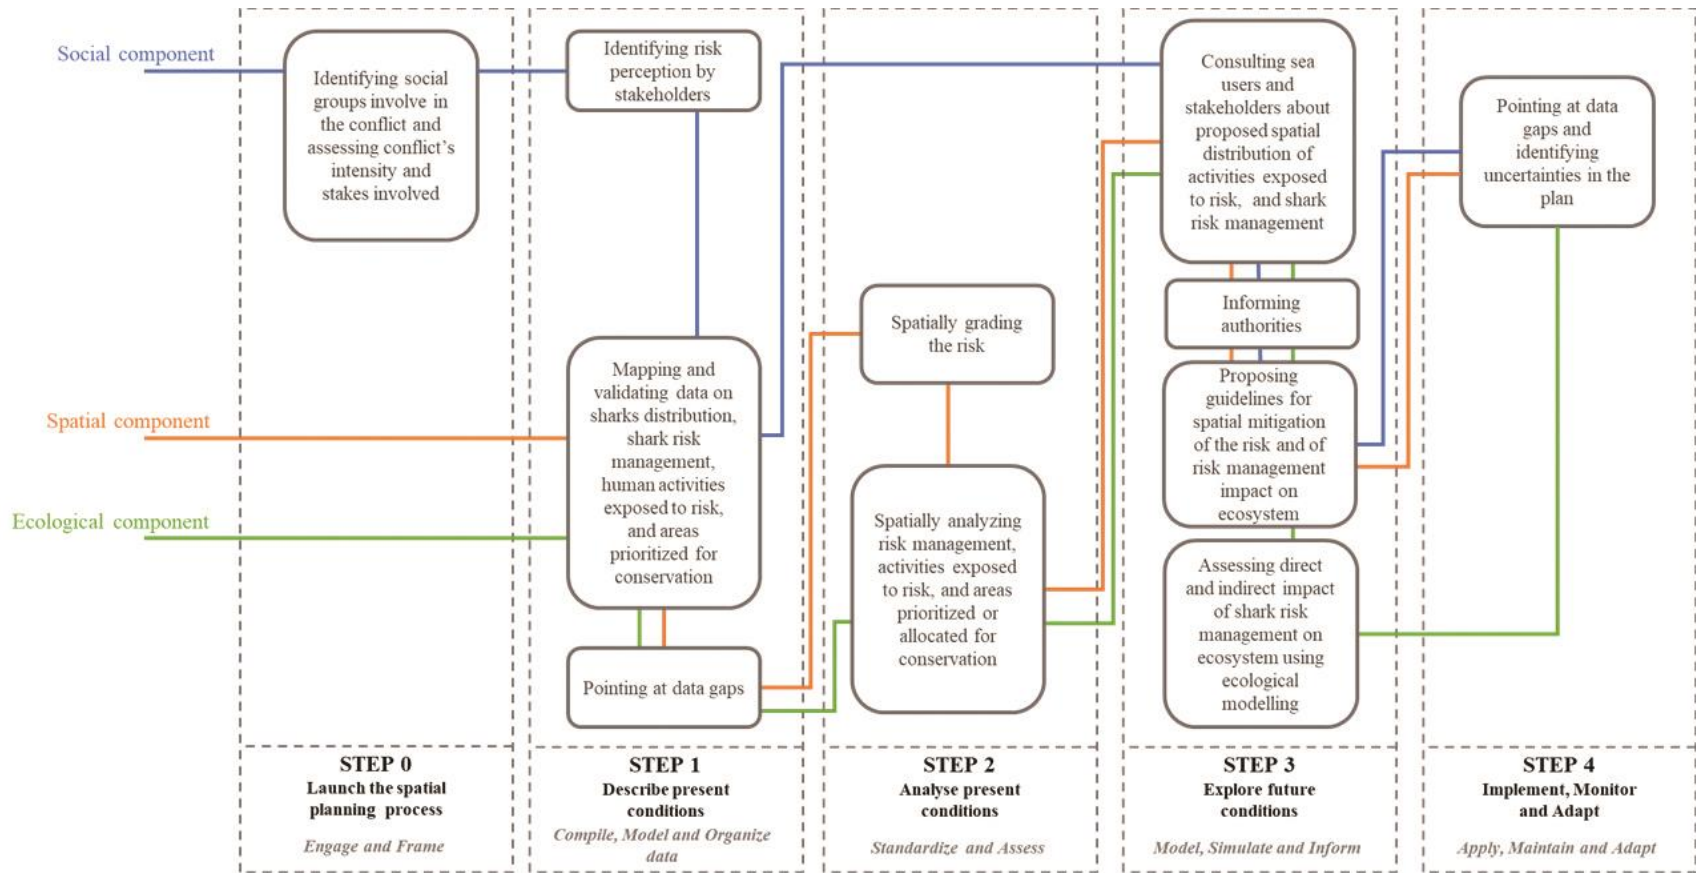 Social component
Spatial component
Ecological component
Identifying social
groups involve in
the conflict and
assessing conflict's
intensity and
stakes involved
STEP 0
Launch the spatial
planning process
Engage and Frame
Identifying risk
perception by
stakeholders
Mapping and
validating data on
sharks distribution,
shark risk
management,
human activities
exposed to risk,
and areas
prioritized for
conservation
Pointing at data gaps
STEP 1
Describe present
conditions
Compile, Model and Organize
data
Spatially grading
the risk
Spatially analyzing
risk management,
activities exposed
to risk, and areas
prioritized or
allocated for
conservation
STEP 2
Analyse present
conditions
Standardize and Assess
Consulting sea
users and
stakeholders about
proposed spatial
distribution of
activities exposed
to risk, and shark
risk management
Informing
authorities
Proposing
guidelines for
spatial mitigation
of the risk and of
risk management
impact on
ecosystem
Assessing direct
and indirect impact
of shark risk
management on
ecosystem using
ecological
modelling
STEP 3
Explore future
conditions
Model, Simulate and Inform
Pointing at data
gaps and
identifying
uncertainties in the
plan
STEP 4
Implement, Monitor
and Adapt
Apply, Maintain and Adapt